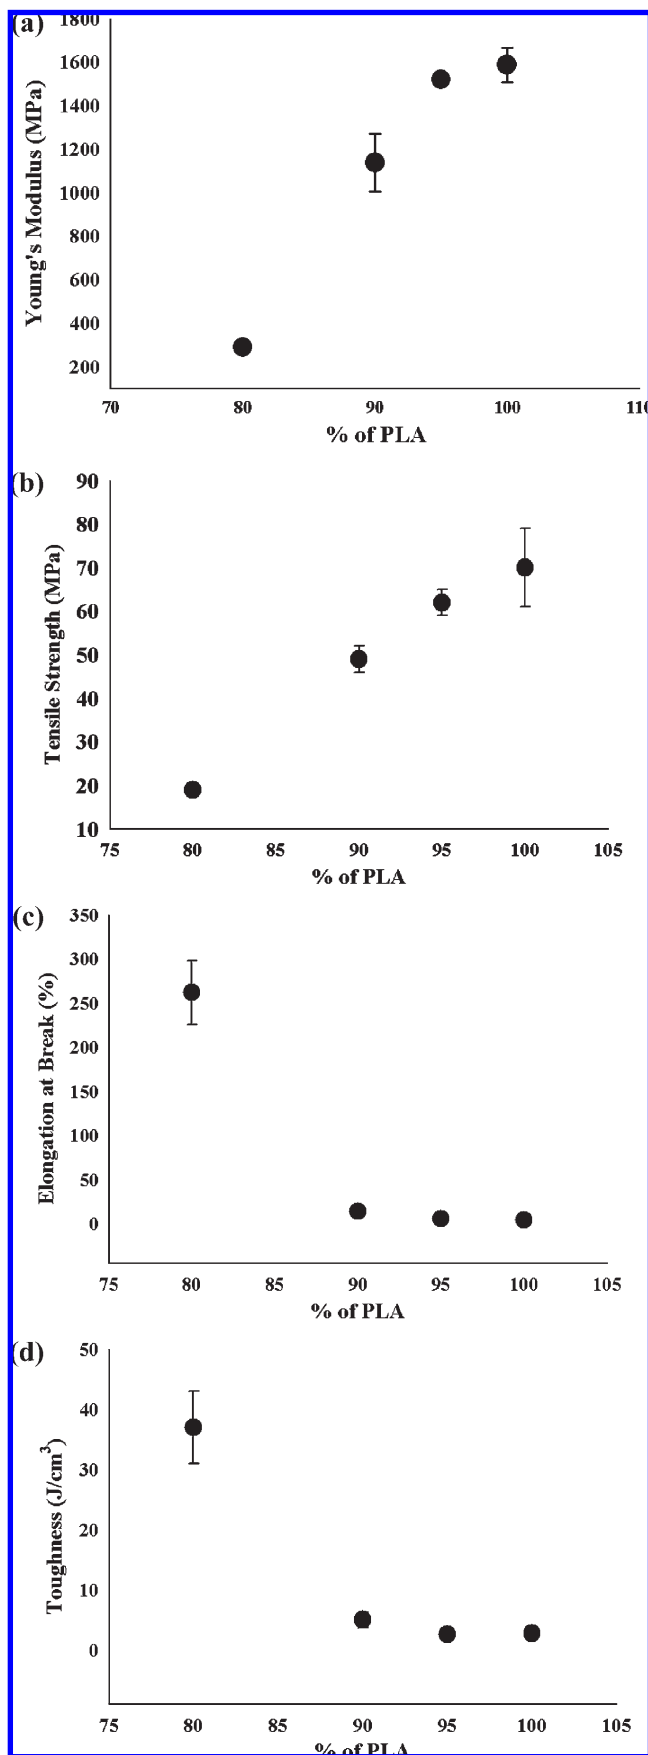 (a)
1800
1600
1400
1200
1000
800
600
400
200
Young's Modulus (MPa)
70 80 90 100 110
% of PLA
(b)
90
80
70
60
50
40
30
20
10
Tensile Strength (MPa)
75 80 85 90 95 100 105
% of PLA
(c)
350
300
250
200
150
100
50
0
Elongation at Break (%)
75 80 85 90 95 100 105
% of PLA
(d)
50
40
30
20
10
0
Toughness (J/cm³)
75 80 85 90 95 100 105
% of PLA